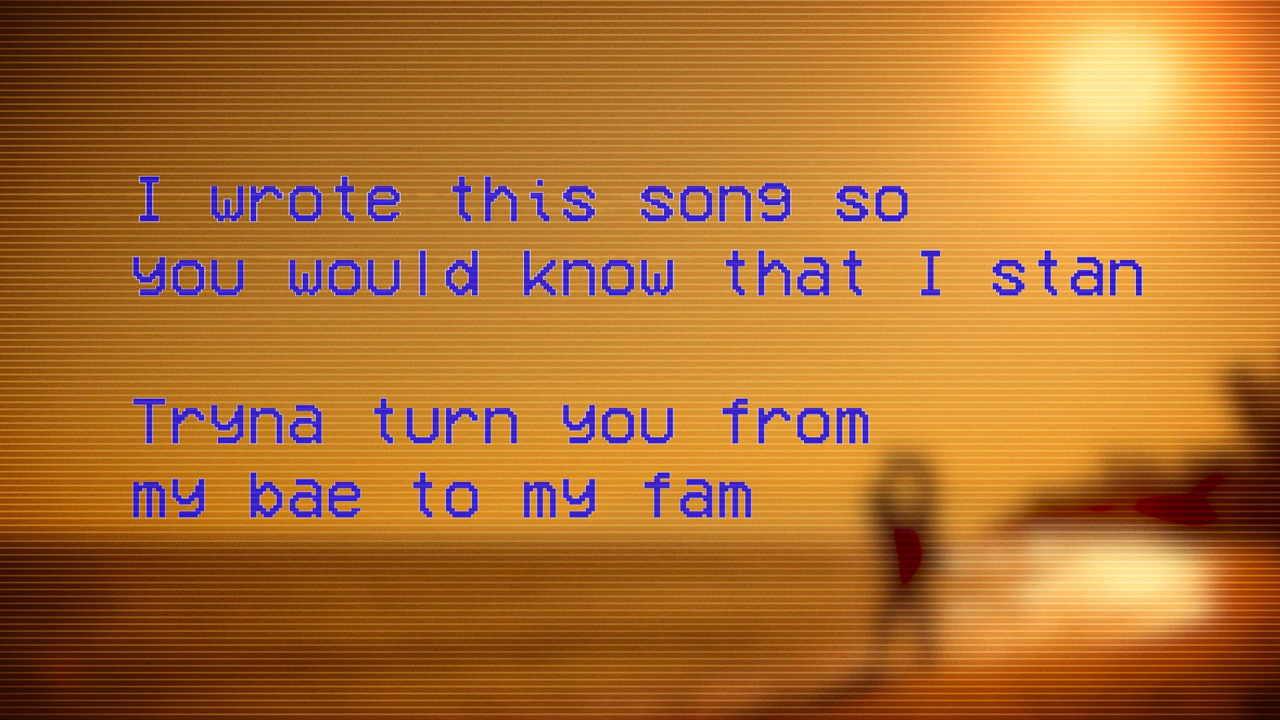 I wrote this song so
you would know that I stan
Tryna turn you from
my bae to my fam